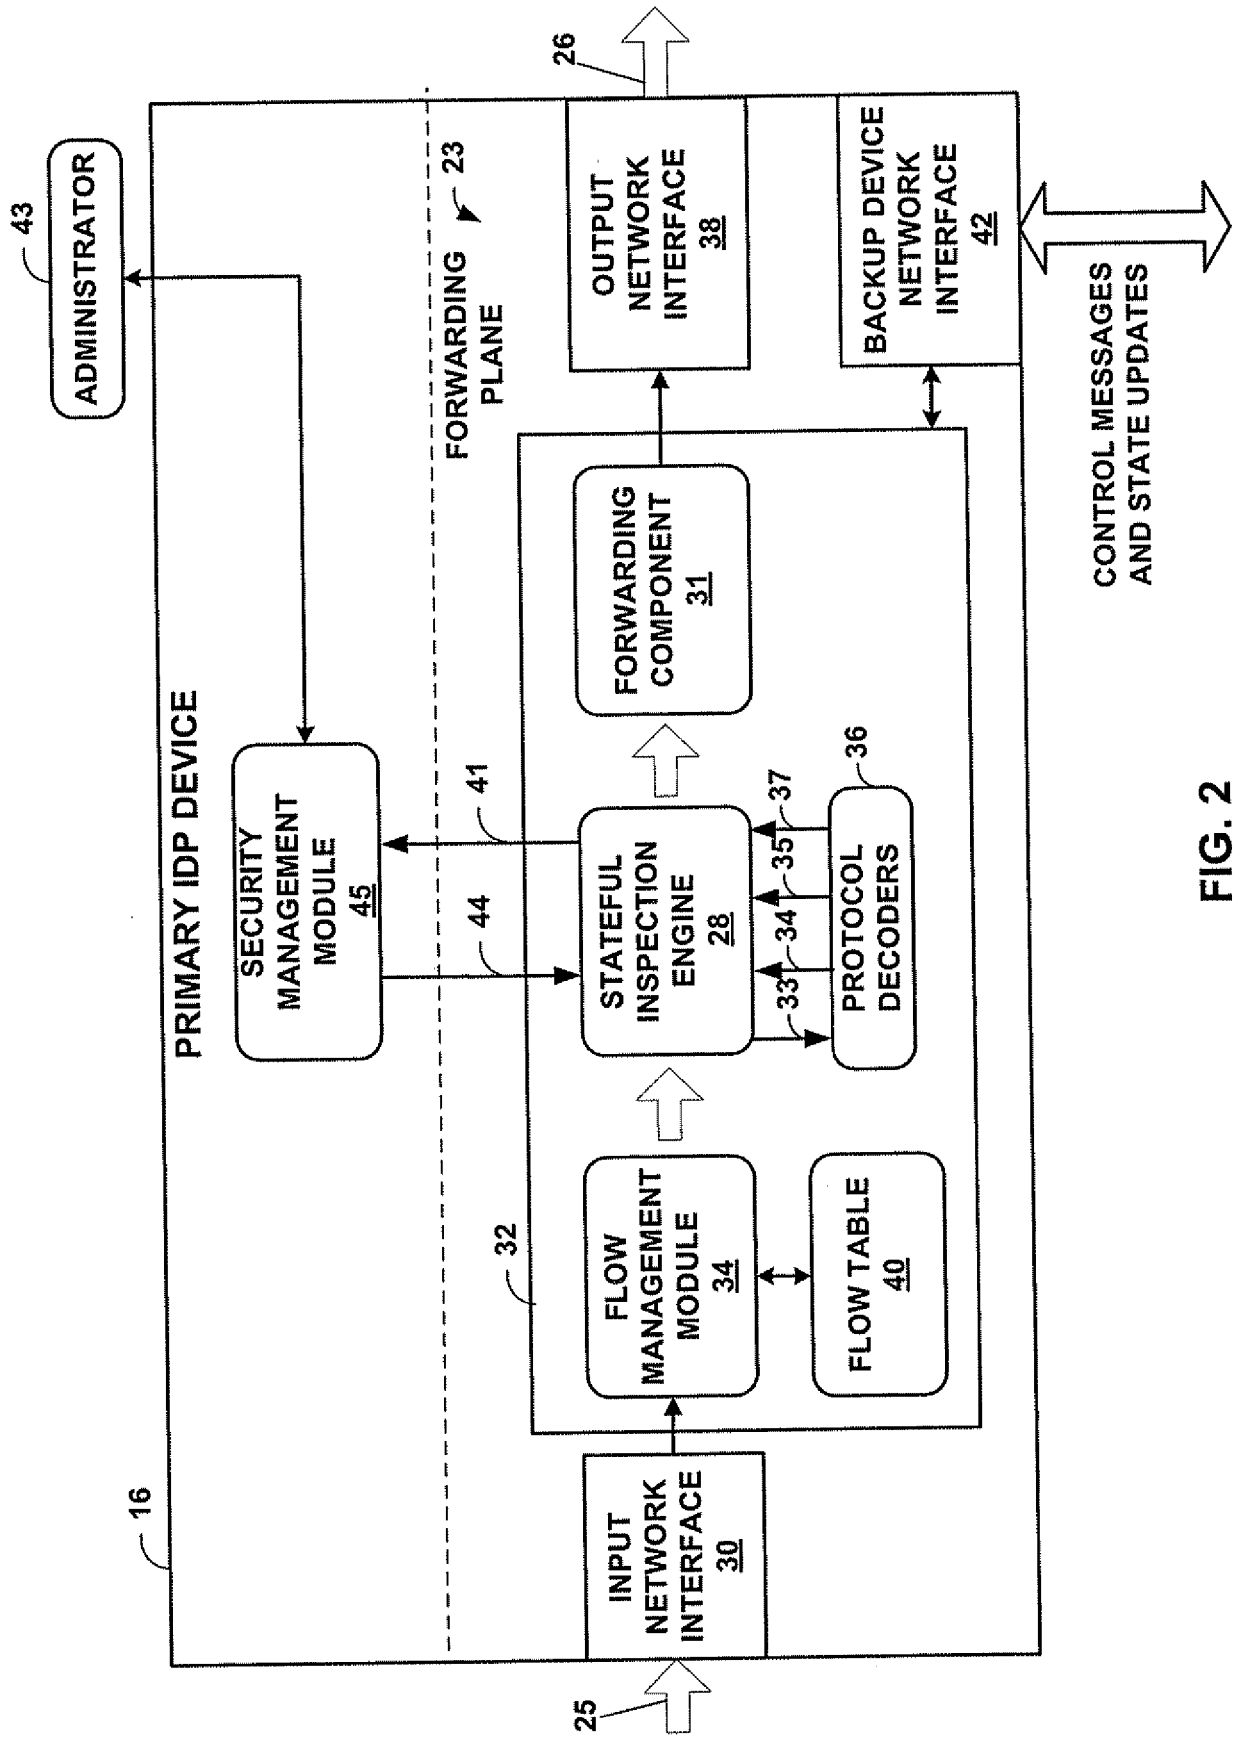 43
ADMINISTRATOR
16
PRIMARY IDP DEVICE
SECURITY
MANAGEMENT
MODULE
45
44
41
FORWARDING
PLANE
23
32
25
INPUT
NETWORK
INTERFACE
30
FLOW
MANAGEMENT
MODULE
34
FLOW TABLE
40
STATEFUL
INSPECTION
ENGINE
28
33
34
35
37
PROTOCOL
DECODERS
36
FORWARDING
COMPONENT
31
OUTPUT
NETWORK
INTERFACE
38
26
BACKUP DEVICE
NETWORK
INTERFACE
42
CONTROL MESSAGES
AND STATE UPDATES
FIG. 2